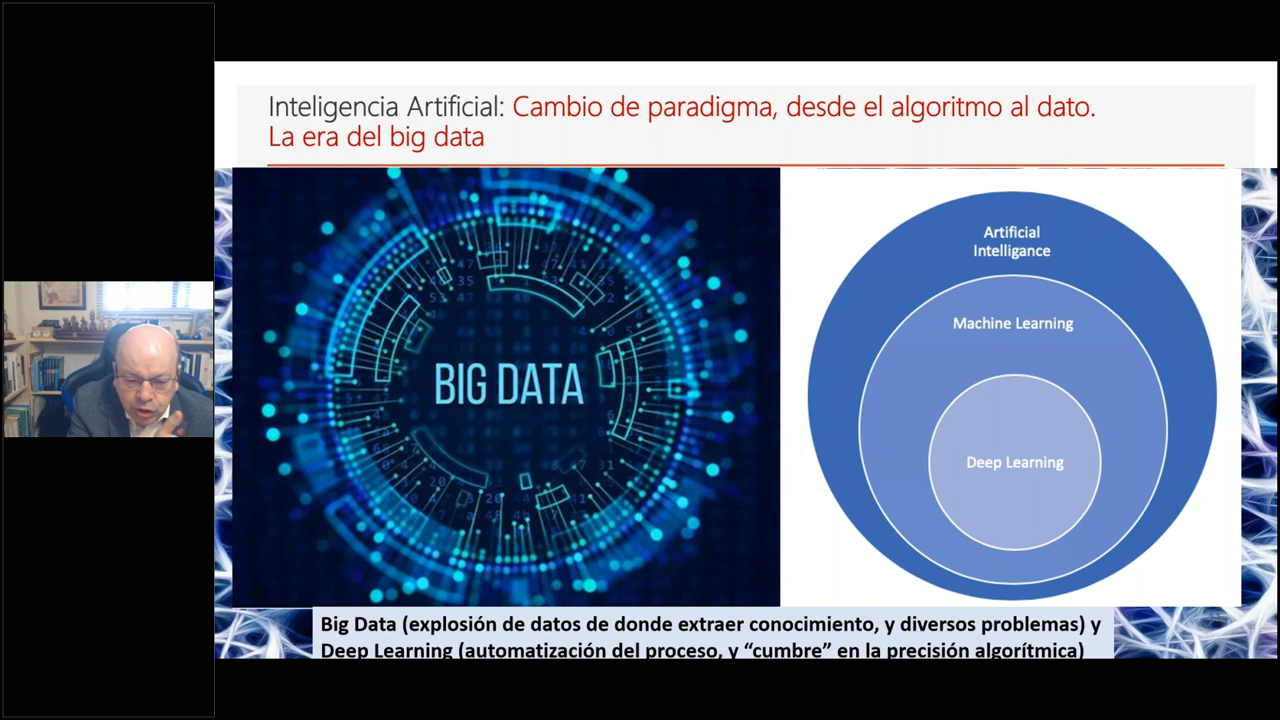 Inteligencia Artificial: Cambio de paradigma, desde el algoritmo al dato.
La era del big data
BIG DATA
Artificial
Intelligance
Machine Learning
Deep Learning
Big Data (explosión de datos de donde extraer conocimiento, y diversos problemas) y
Deep Learning (automatización del proceso, y “cumbre” en la precisión algorítmica)